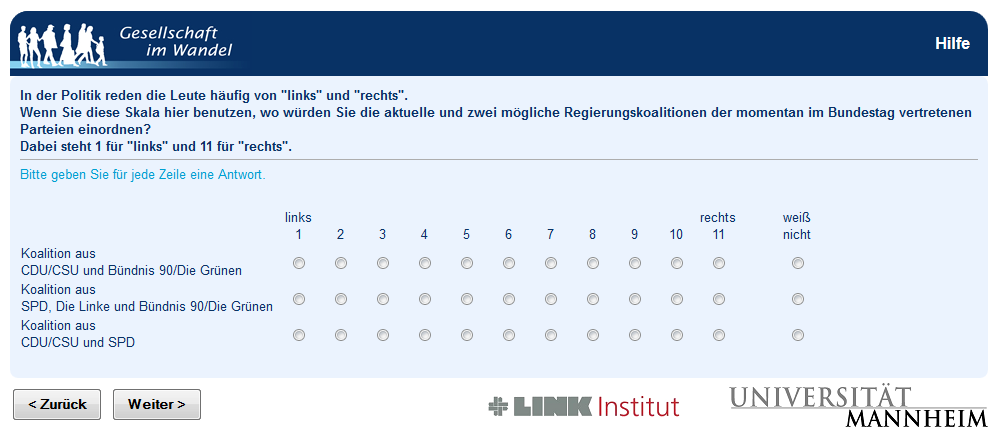 Gesellschaft
im Wandel
Hilfe
In der Politik reden die Leute häufig von "links" und "rechts".
Wenn Sie diese Skala hier benutzen, wo würden Sie die aktuelle und zwei mögliche Regierungskoalitionen der momentan im Bundestag vertretenen
Parteien einordnen?
Dabei steht 1 für "links" und 11 für "rechts".
Bitte geben Sie für jede Zeile eine Antwort.
links rechts weiß
1 2 3 4 5 6 7 8 9 10 11 nicht
Koalition aus
CDU/CSU und Bündnis 90/Die Grünen
Koalition aus
SPD, Die Linke und Bündnis 90/Die Grünen
Koalition aus
CDU/CSU und SPD
< Zurück Weiter >
LINK Institut
UNIVERSITÄT
MANNHEIM